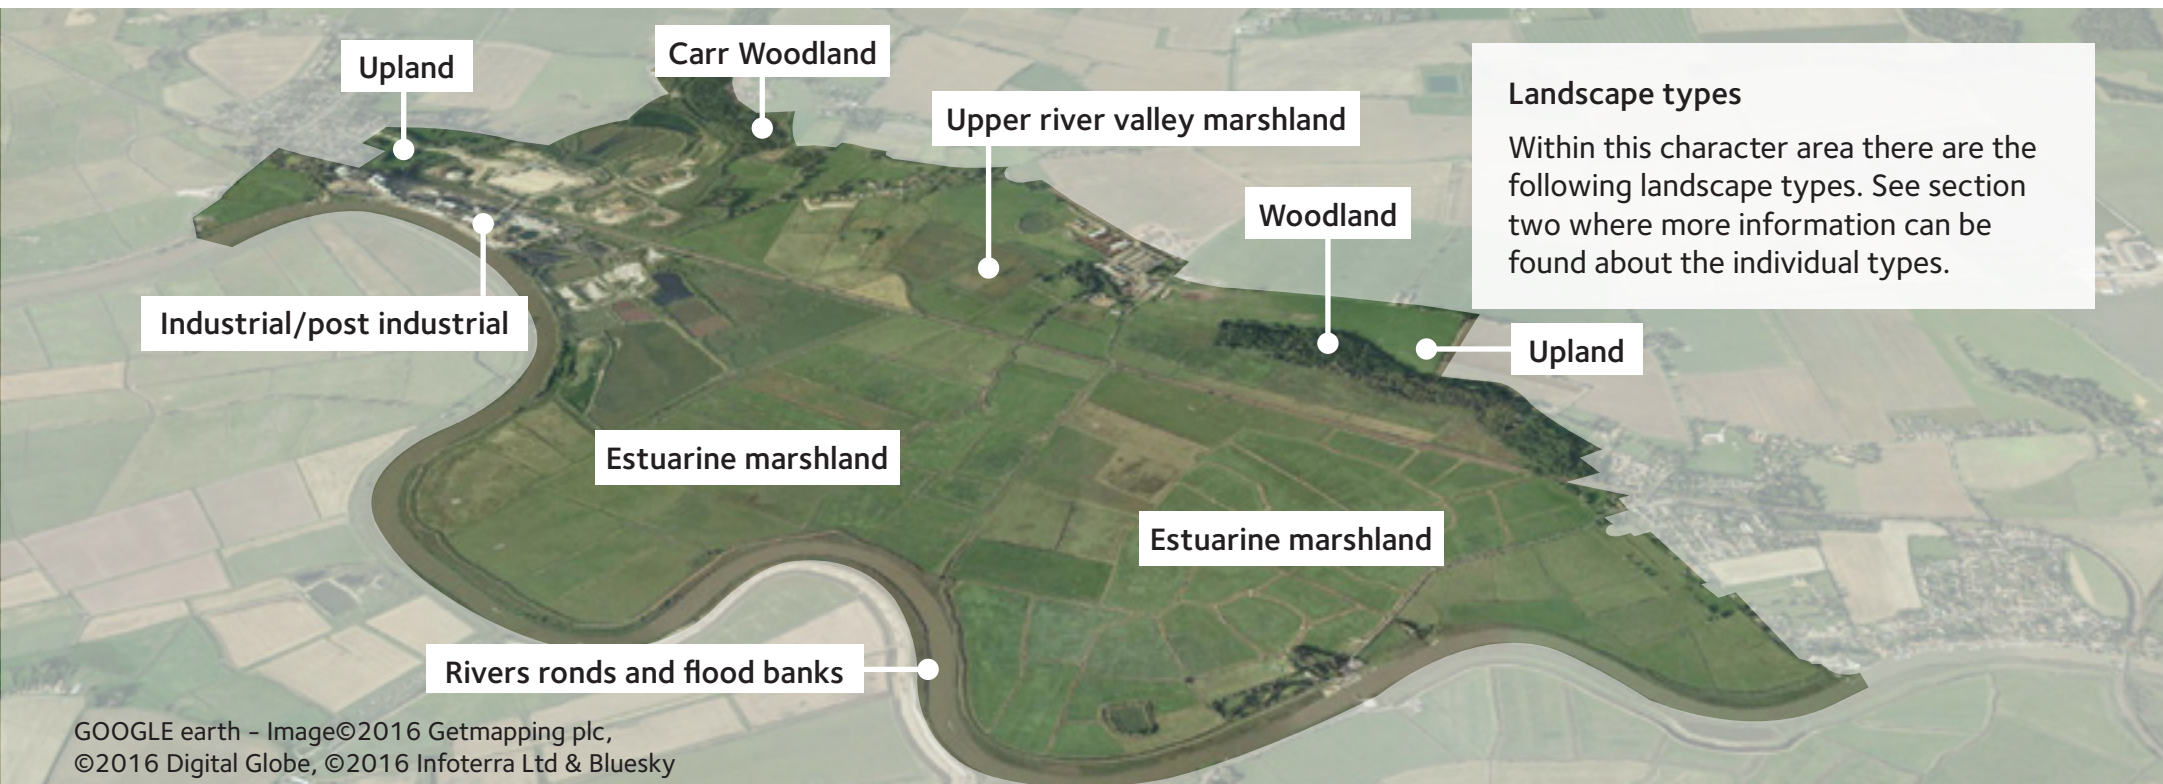 Upland
Carr Woodland
Upper river valley marshland
Woodland
Landscape types
Within this character area there are the
following landscape types. See section
two where more information can be
found about the individual types.
Industrial/post industrial
Upland
Estuarine marshland
Estuarine marshland
Rivers ronds and flood banks
GOOGLE earth – Image©2016 Getmapping plc,
©2016 Digital Globe, ©2016 Infoterra Ltd & Bluesky